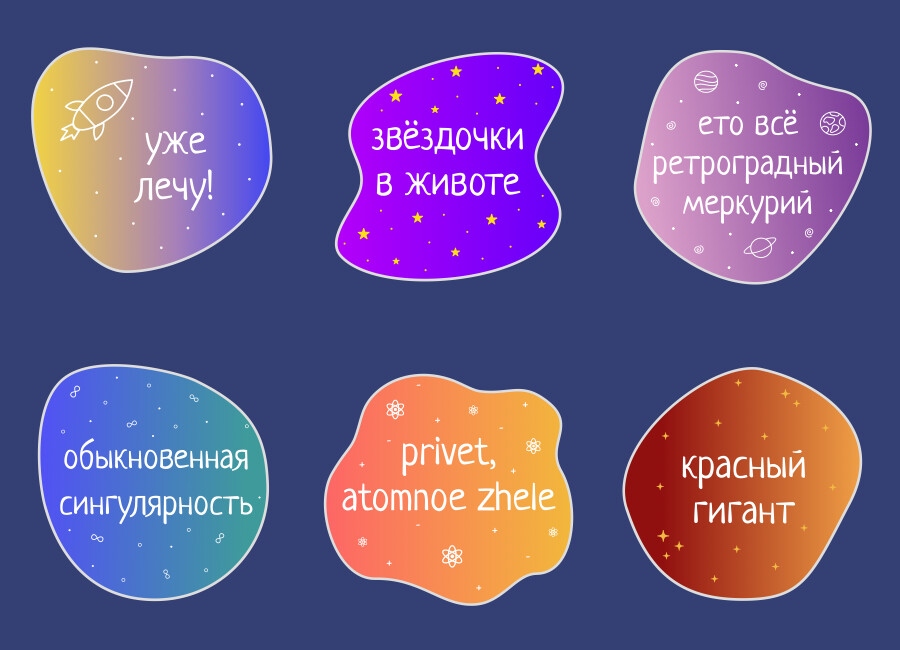 уже
лечу!
звёздочки
в животе
ето всё
ретроградный
меркурий
обыкновенная
сингулярность
privet,
atomnoe zhele
красный
гигант